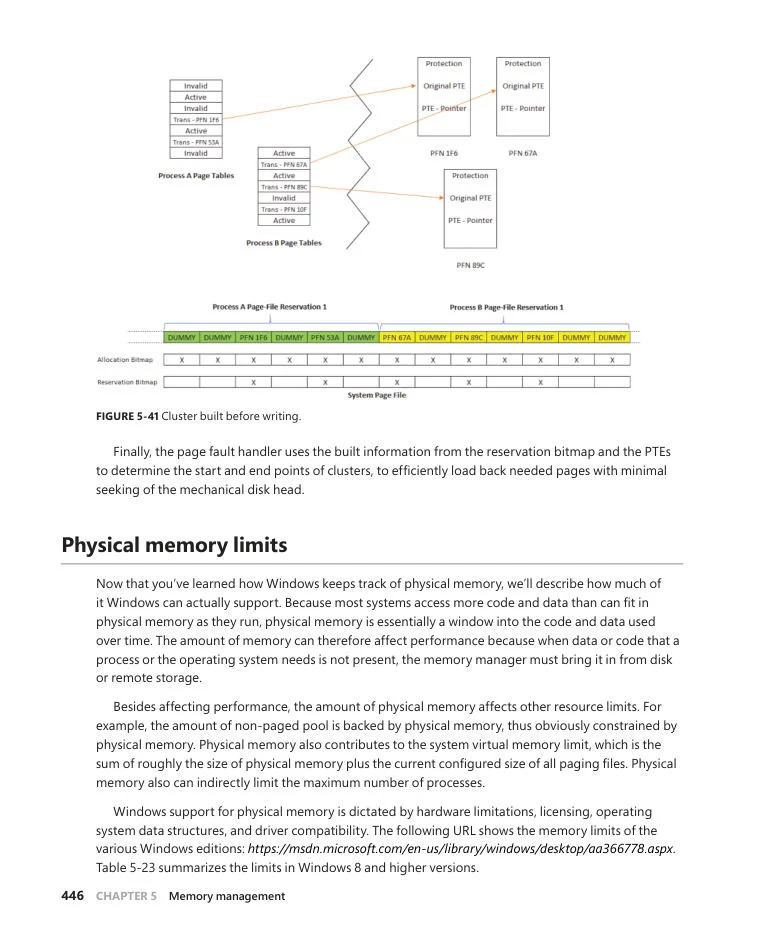 Protection
Original PTE
PTE - Pointer
PFN 1F6
Protection
Original PTE
PTE - Pointer
PFN 67A
Invalid
Active
Invalid
Trans - PFN 1F6
Active
Trans - PFN 53A
Invalid
Process A Page Tables
Active
Trans - PFN 67A
Active
Trans - PFN 89C
Invalid
Trans - PFN 10F
Active
Process B Page Tables
Protection
Original PTE
PTE - Pointer
PFN 89C
Process A Page-File Reservation 1 Process B Page-File Reservation 1
DUMMY DUMMY PFN 1F6 DUMMY PFN 53A DUMMY PFN 67A DUMMY PFN 89C DUMMY PFN 10F DUMMY DUMMY
Allocation Bitmap X X X X X X X X X X X X X
Reservation Bitmap X X X X X
System Page File
FIGURE 5-41 Cluster built before writing.
Finally, the page fault handler uses the built information from the reservation bitmap and the PTEs
to determine the start and end points of clusters, to efficiently load back needed pages with minimal
seeking of the mechanical disk head.
Physical memory limits
Now that you've learned how Windows keeps track of physical memory, we'll describe how much of
it Windows can actually support. Because most systems access more code and data than can fit in
physical memory as they run, physical memory is essentially a window into the code and data used
over time. The amount of memory can therefore affect performance because when data or code that a
process or the operating system needs is not present, the memory manager must bring it in from disk
or remote storage.
Besides affecting performance, the amount of physical memory affects other resource limits. For
example, the amount of non-paged pool is backed by physical memory, thus obviously constrained by
physical memory. Physical memory also contributes to the system virtual memory limit, which is the
sum of roughly the size of physical memory plus the current configured size of all paging files. Physical
memory also can indirectly limit the maximum number of processes.
Windows support for physical memory is dictated by hardware limitations, licensing, operating
system data structures, and driver compatibility. The following URL shows the memory limits of the
various Windows editions: https://msdn.microsoft.com/en-us/library/windows/desktop/aa366778.aspx.
Table 5-23 summarizes the limits in Windows 8 and higher versions.
446 CHAPTER 5 Memory management